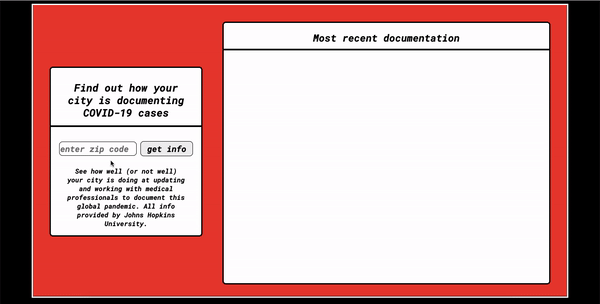 Most recent documentation
Find out how your
city is documenting
COVID-19 cases
enter zip code
get info
See how well (or not well)
your city is doing at updating
and working with medical
professionals to document this
global pandemic. All info
provided by Johns Hopkins
University.